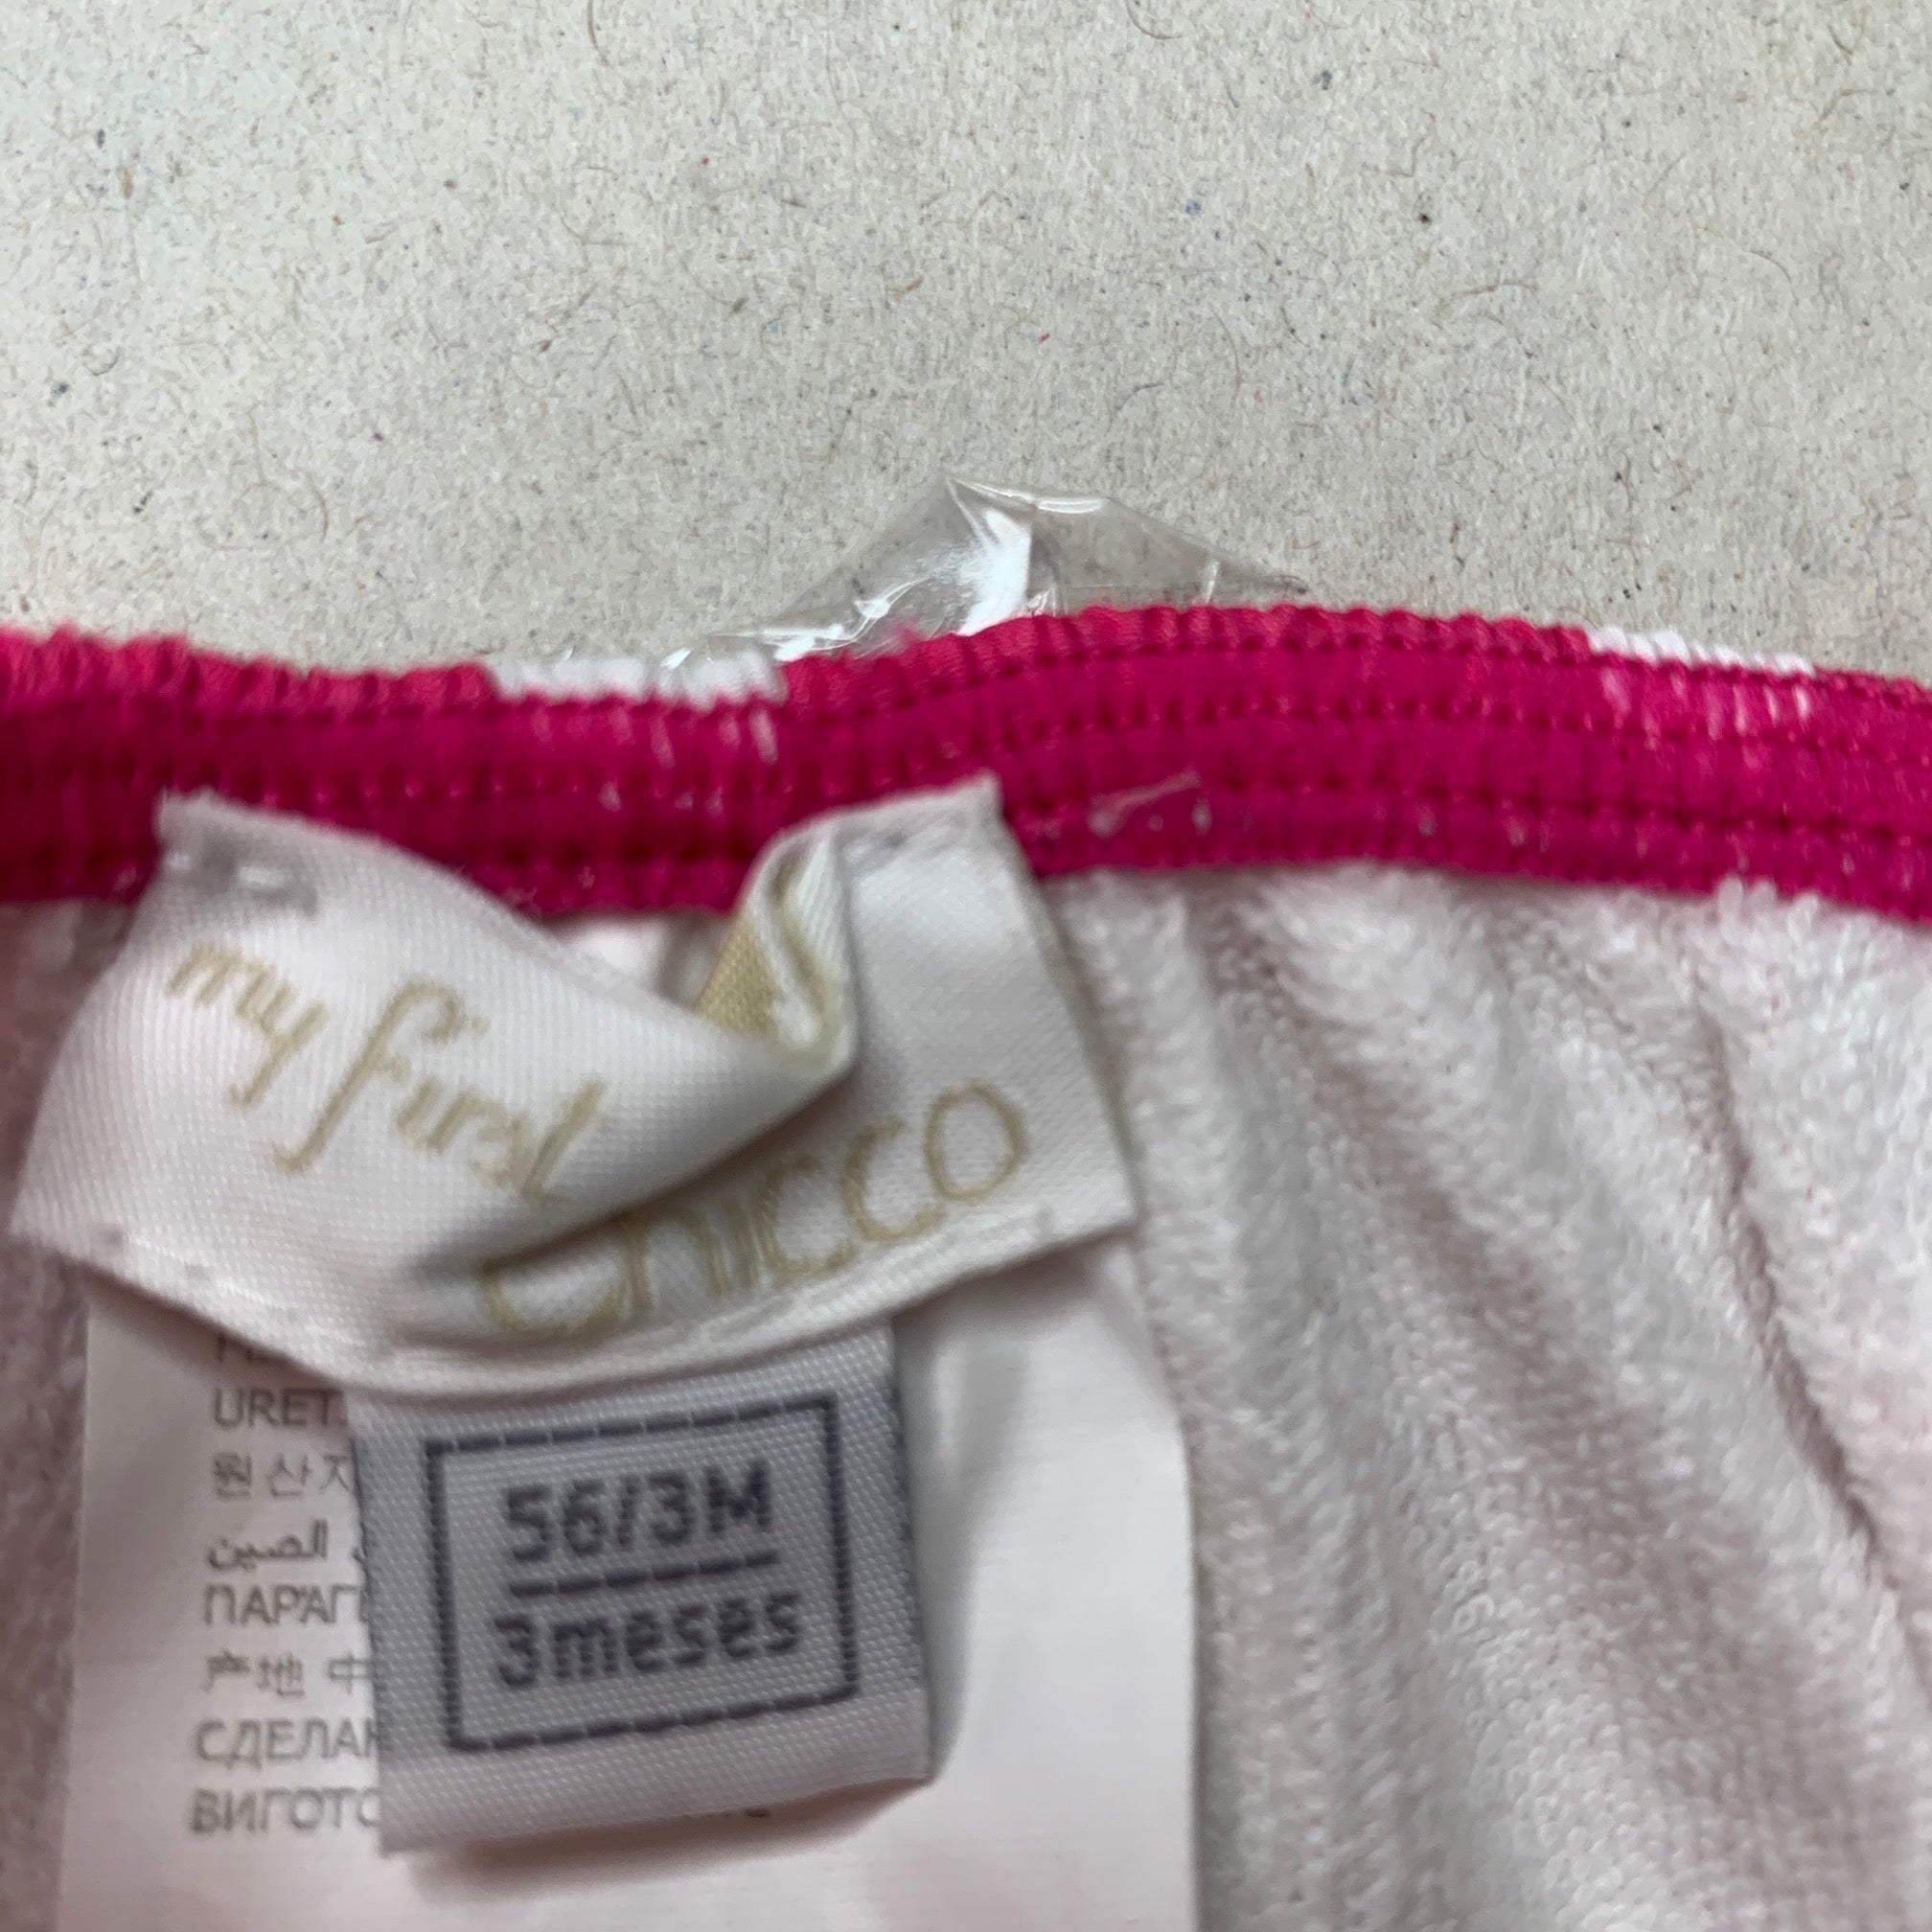 my first
chicco
56/3M
3meses
URET
원산지
الصين
ПАРАГ
产地 中
СДЕЛАН
ВИГОТО